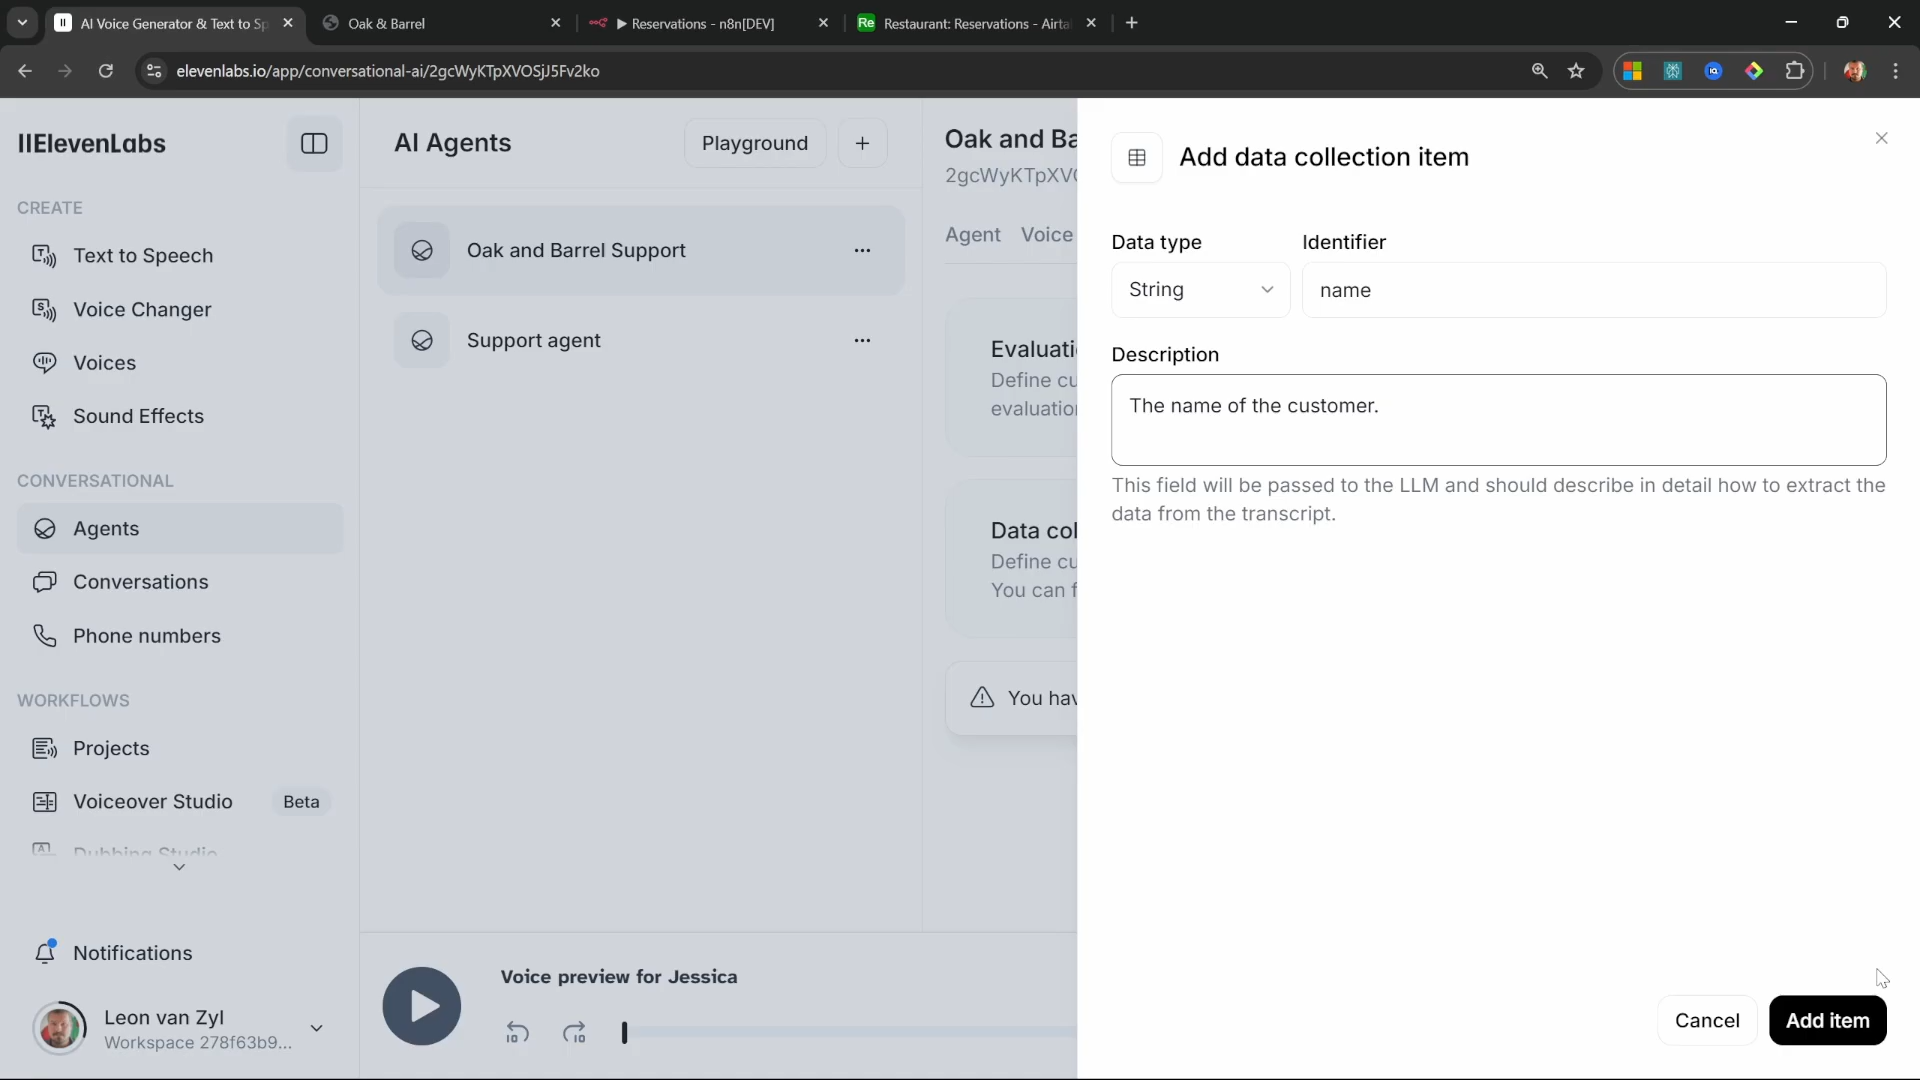 AI Voice Generator & Text to Sp
Oak & Barrel
Reservations - n8n[DEV]
Re
Restaurant: Reservations - Airta
elevenlabs.io/app/conversational-ai/2gcWyKTpXVOSjJ5Fv2ko
IIElevenLabs
CREATE
Text to Speech
Voice Changer
Voices
Sound Effects
CONVERSATIONAL
Agents
Conversations
Phone numbers
WORKFLOWS
Projects
Voiceover Studio
Beta
Dubbing Studio
Notifications
Leon van Zyl
Workspace 278f63b9...
AI Agents
Playground
Oak and Barrel Support
Support agent
Oak and Ba
2gcWyKTpXV
Agent
Voice
Evaluati
Define cu
evaluation
Data col
Define cu
You can f
You hav
Voice preview for Jessica
Add data collection item
Data type
Identifier
String
name
Description
The name of the customer.
This field will be passed to the LLM and should describe in detail how to extract the
data from the transcript.
Cancel
Add item